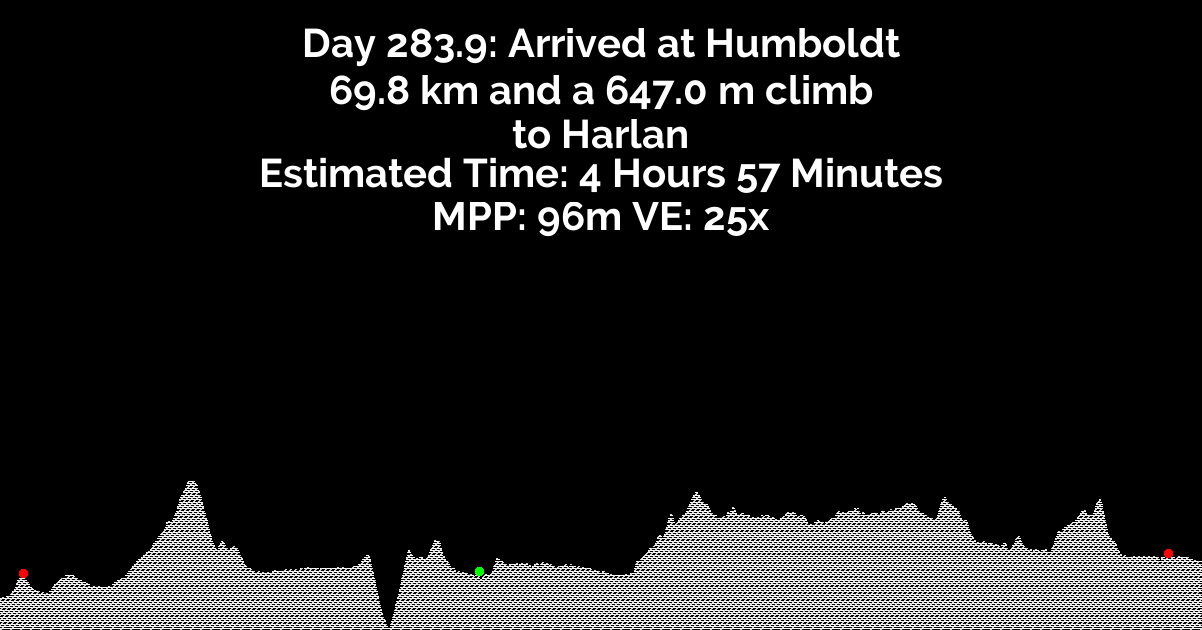 Day 283.9: Arrived at Humboldt
69.8 km and a 647.0 m climb
to Harlan
Estimated Time: 4 Hours 57 Minutes
MPP: 96m VE: 25x